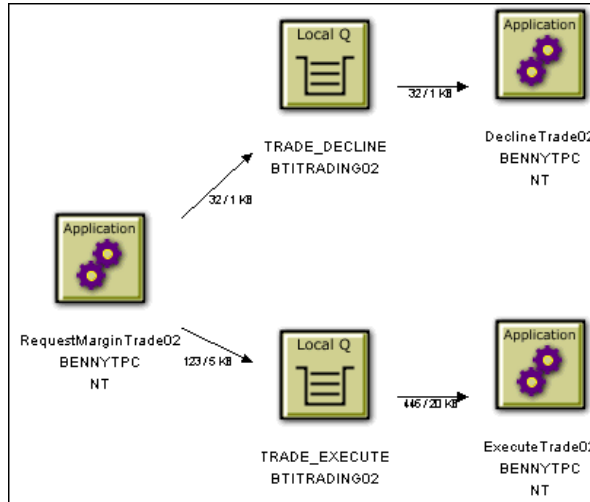 Local Q
Application
32 / 1 KB
TRADE_DECLINE
BTITRADING02
DeclineTrade02
BENNYTPC
NT
32 / 1 KB
Application
RequestMarginTrade02
BENNYTPC
NT
123 / 5 KB
Local Q
Application
446 / 20 KB
TRADE_EXECUTE
BTITRADING02
ExecuteTrade02
BENNYTPC
NT